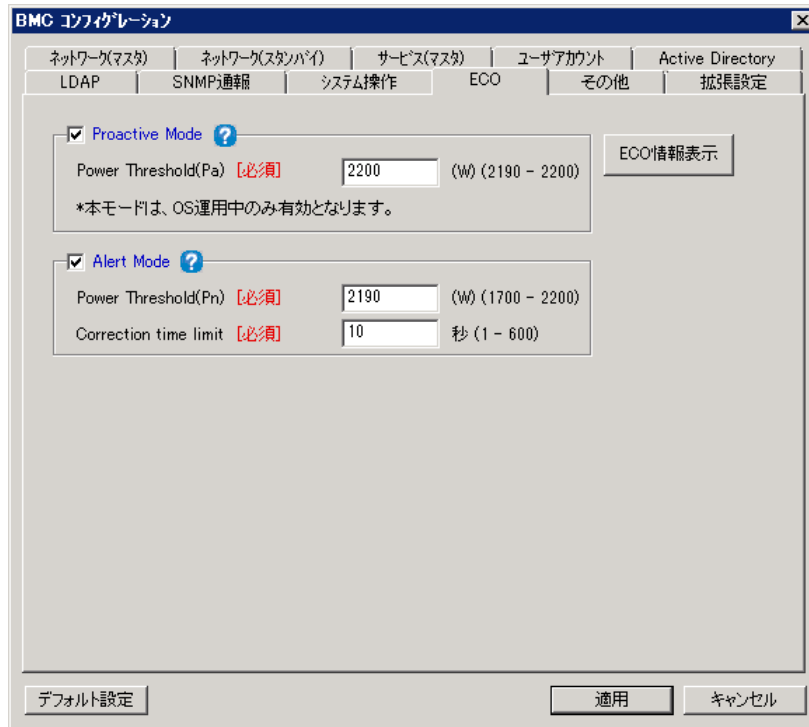 BMC コンフィグレーション
ネットワーク(マスタ) ネットワーク(スタンバイ) サービス(マスタ) ユーザアカウント Active Directory
LDAP SNMP通報 システム操作 ECO その他 拡張設定
Proactive Mode ?
ECO情報表示
Power Threshold(Pa) [必須] 2200 (W) (2190 - 2200)
*本モードは、OS運用中のみ有効となります。
Alert Mode ?
Power Threshold(Pn) [必須] 2190 (W) (1700 - 2200)
Correction time limit [必須] 10 秒 (1 - 600)
デフォルト設定 適用 キャンセル